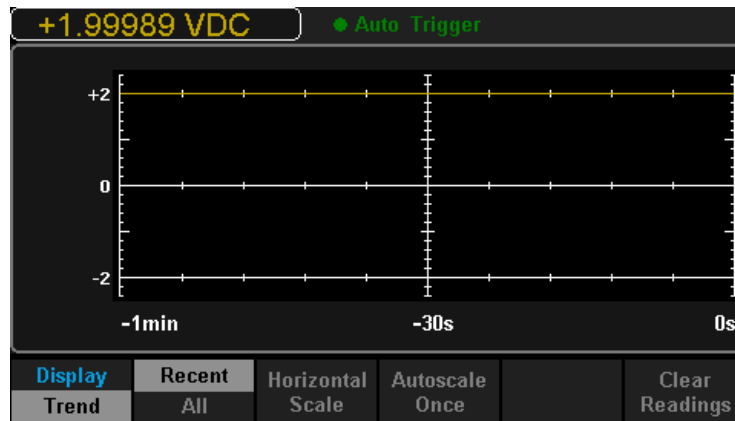 +1.99989 VDC
Auto Trigger
+2
0
-2
-1min -30s 0s
Display Recent Horizontal Autoscale Clear
Trend All Scale Once Readings